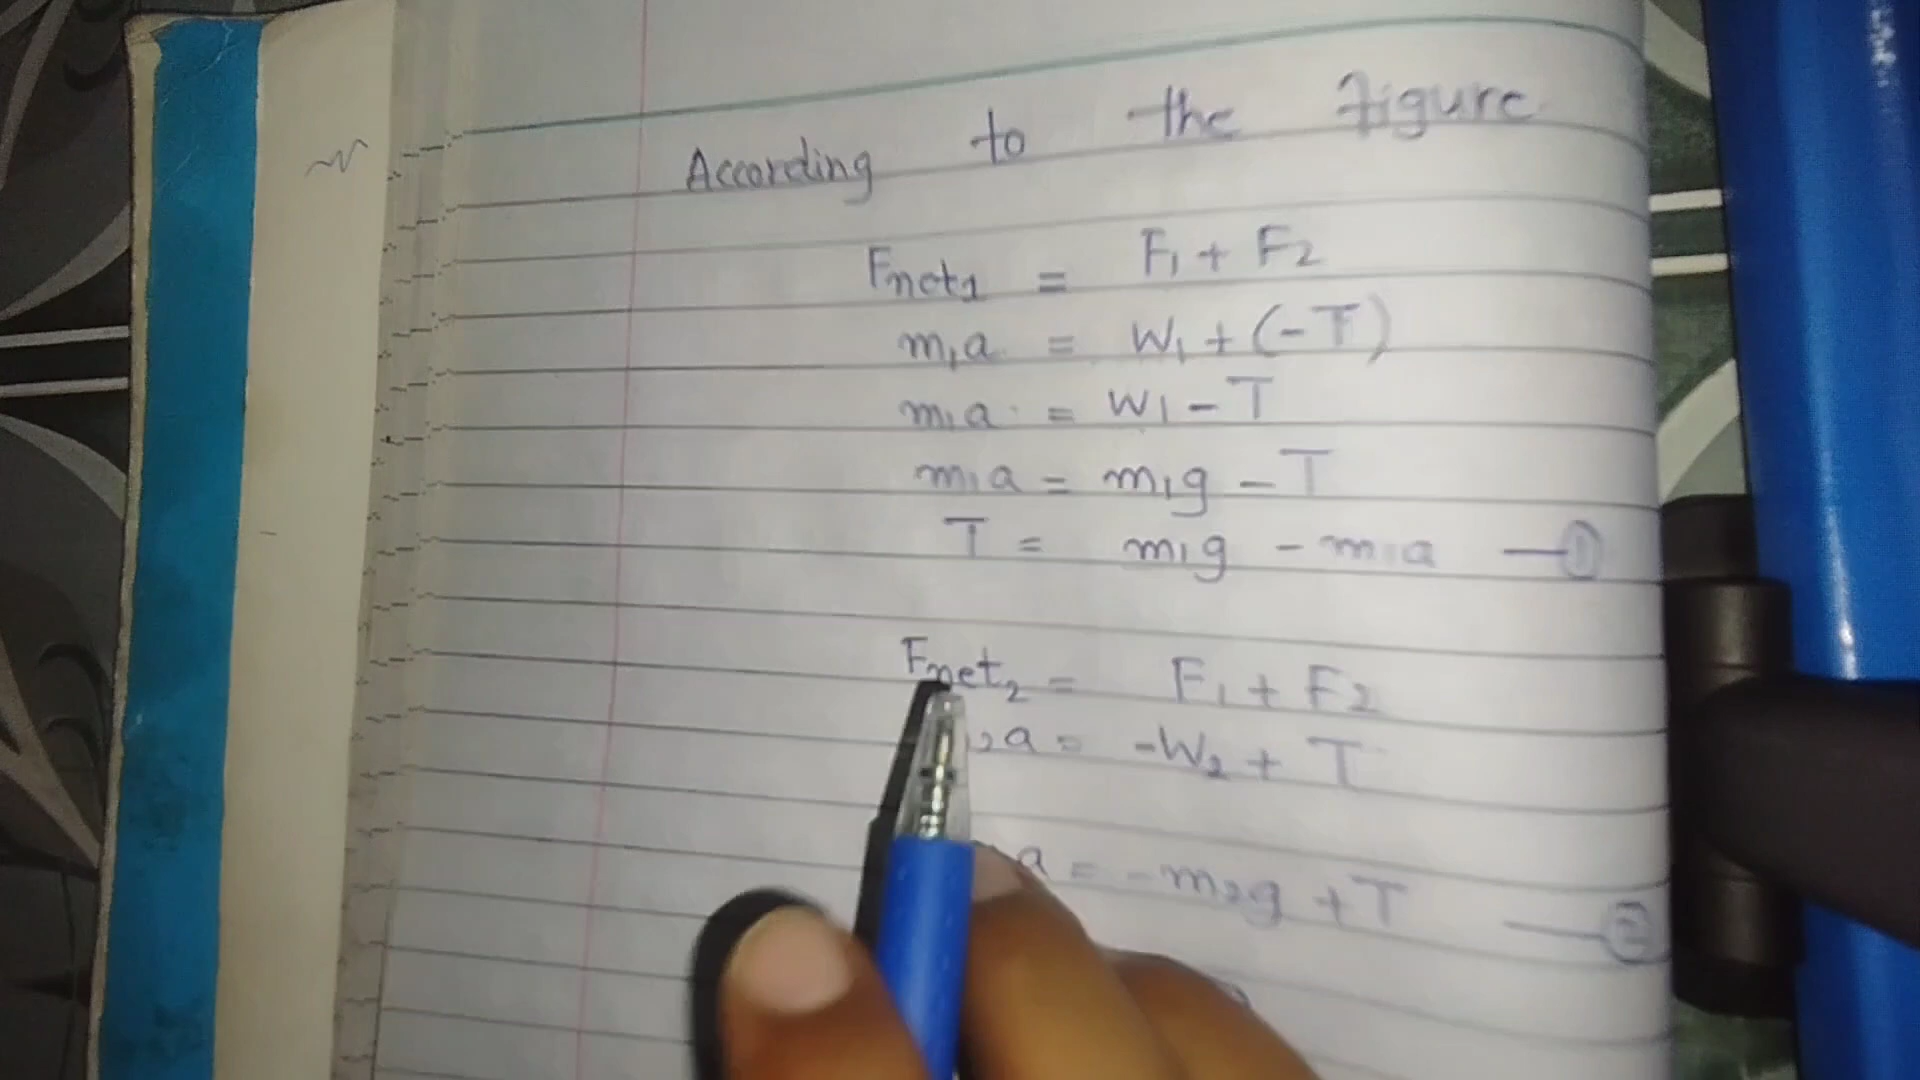 According to the figure
Fnet1 = F1 + F2
m1a = W1 + (-T)
m1a = W1 - T
m1a = m1g - T
T = m1g - m1a —①
Fnet2 = F1 + F2
2a = -W2 + T
a = -m2g + T —②